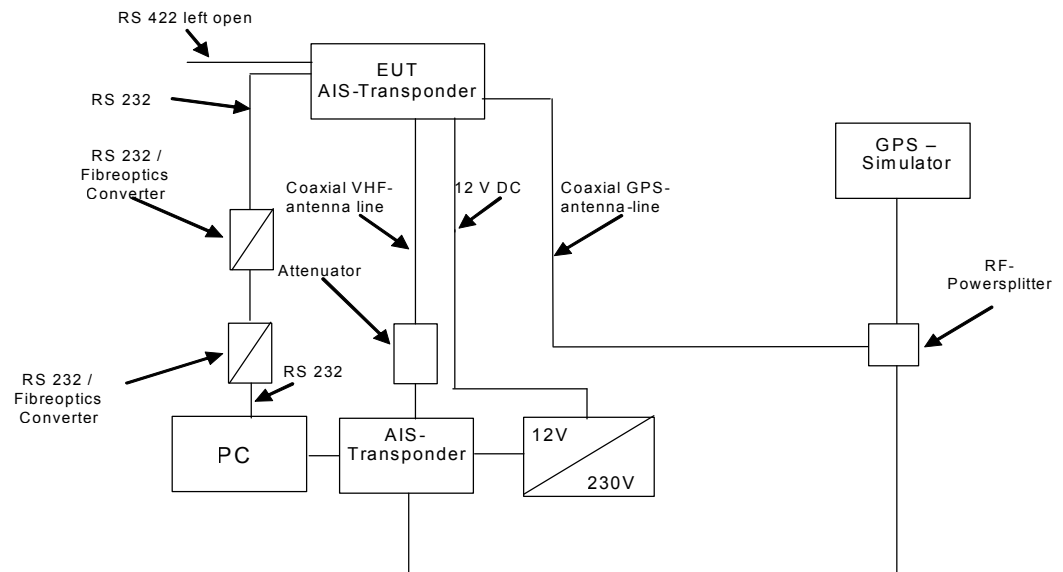 RS 422 left open
EUT
AIS-Transponder
RS 232
GPS –
Simulator
RS 232 /
Fibreoptics
Converter
Coaxial VHF-
antenna line
12 V DC
Coaxial GPS-
antenna-line
Attenuator
RF-
Powersplitter
RS 232 /
Fibreoptics
Converter
RS 232
PC
AIS-
Transponder
12V
230V